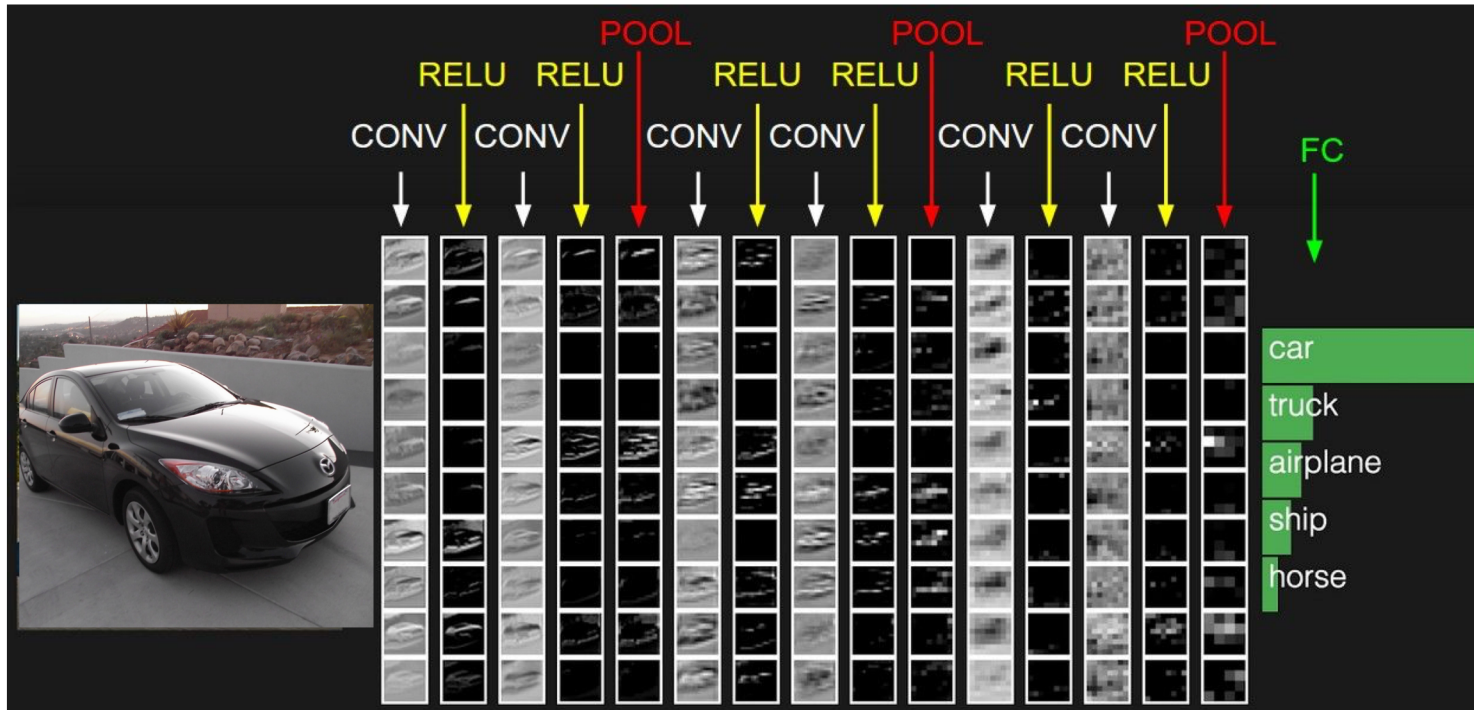 POOL POOL POOL
RELU RELU RELU RELU RELU RELU
CONV CONV CONV CONV CONV CONV
FC
car
truck
airplane
ship
horse